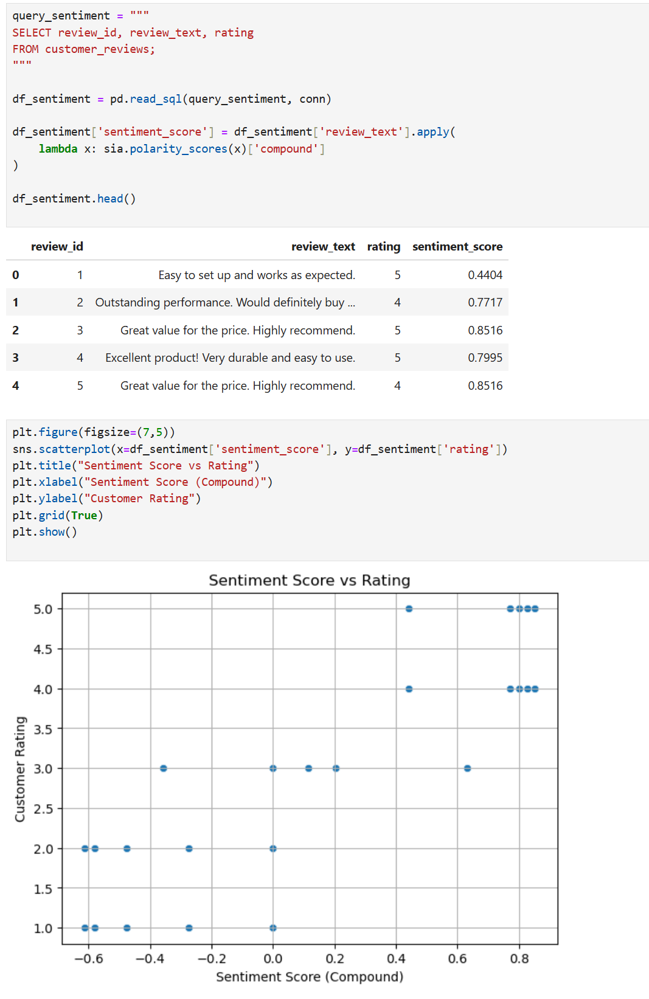 query_sentiment = """
SELECT review_id, review_text, rating
FROM customer_reviews;
"""
df_sentiment = pd.read_sql(query_sentiment, conn)
df_sentiment['sentiment_score'] = df_sentiment['review_text'].apply(
    lambda x: sia.polarity_scores(x)['compound']
)
df_sentiment.head()
review_id review_text rating sentiment_score
0 1 Easy to set up and works as expected. 5 0.4404
1 2 Outstanding performance. Would definitely buy ... 4 0.7717
2 3 Great value for the price. Highly recommend. 5 0.8516
3 4 Excellent product! Very durable and easy to use. 5 0.7995
4 5 Great value for the price. Highly recommend. 4 0.8516
plt.figure(figsize=(7,5))
sns.scatterplot(x=df_sentiment['sentiment_score'], y=df_sentiment['rating'])
plt.title("Sentiment Score vs Rating")
plt.xlabel("Sentiment Score (Compound)")
plt.ylabel("Customer Rating")
plt.grid(True)
plt.show()
Sentiment Score vs Rating
Customer Rating
5.0
4.5
4.0
3.5
3.0
2.5
2.0
1.5
1.0
−0.6 −0.4 −0.2 0.0 0.2 0.4 0.6 0.8
Sentiment Score (Compound)